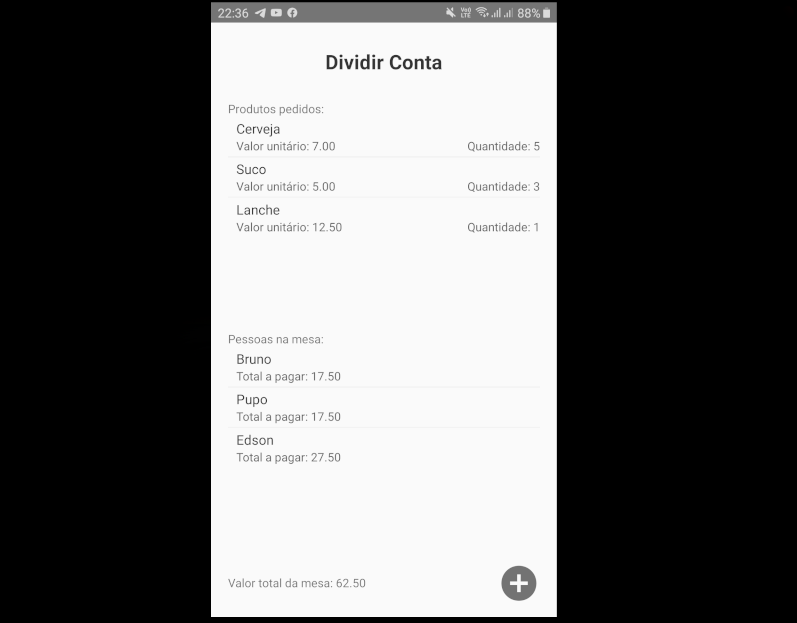 22:36 Vo) LTE 88%
Dividir Conta
Produtos pedidos:
Cerveja
Valor unitário: 7.00 Quantidade: 5
Suco
Valor unitário: 5.00 Quantidade: 3
Lanche
Valor unitário: 12.50 Quantidade: 1
Pessoas na mesa:
Bruno
Total a pagar: 17.50
Pupo
Total a pagar: 17.50
Edson
Total a pagar: 27.50
Valor total da mesa: 62.50